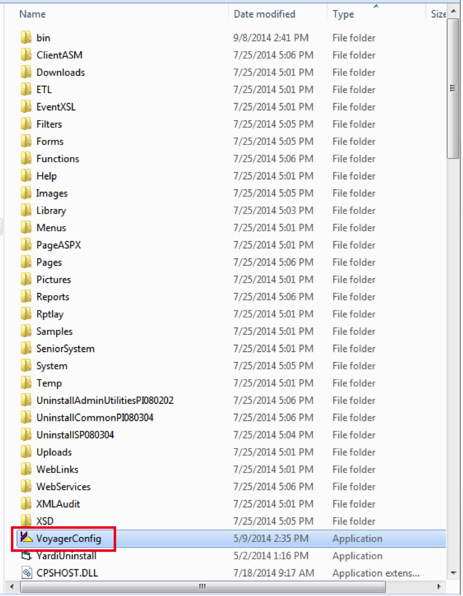 Name Date modified Type Size
bin 9/8/2014 2:41 PM File folder
ClientASM 7/25/2014 5:06 PM File folder
Downloads 7/25/2014 5:06 PM File folder
ETL 7/25/2014 5:06 PM File folder
EventXSL 7/25/2014 5:06 PM File folder
Filters 7/25/2014 5:05 PM File folder
Forms 7/25/2014 5:05 PM File folder
Functions 7/25/2014 5:06 PM File folder
Help 7/25/2014 5:01 PM File folder
Images 7/25/2014 5:05 PM File folder
Library 7/25/2014 5:03 PM File folder
Menus 7/25/2014 5:01 PM File folder
PageASPX 7/25/2014 5:01 PM File folder
Pages 7/25/2014 5:06 PM File folder
Pictures 7/25/2014 5:01 PM File folder
Reports 7/25/2014 5:06 PM File folder
Rptlay 7/25/2014 5:01 PM File folder
Samples 7/25/2014 5:05 PM File folder
SeniorSystem 7/25/2014 5:01 PM File folder
System 7/25/2014 5:05 PM File folder
Temp 7/25/2014 5:01 PM File folder
UninstallAdminUtilitiesPI080202 7/25/2014 5:06 PM File folder
UninstallCommonPI080304 7/25/2014 5:06 PM File folder
UninstallSP080304 7/25/2014 5:04 PM File folder
Uploads 7/25/2014 5:01 PM File folder
WebLinks 7/25/2014 5:01 PM File folder
WebServices 7/25/2014 5:06 PM File folder
XMLAudit 7/25/2014 5:01 PM File folder
XSD 7/25/2014 5:05 PM File folder
VoyagerConfig 5/9/2014 2:35 PM Application
YardiUninstall 5/2/2014 1:16 PM Application
CPSHOST.DLL 7/18/2014 9:17 AM Application extens...